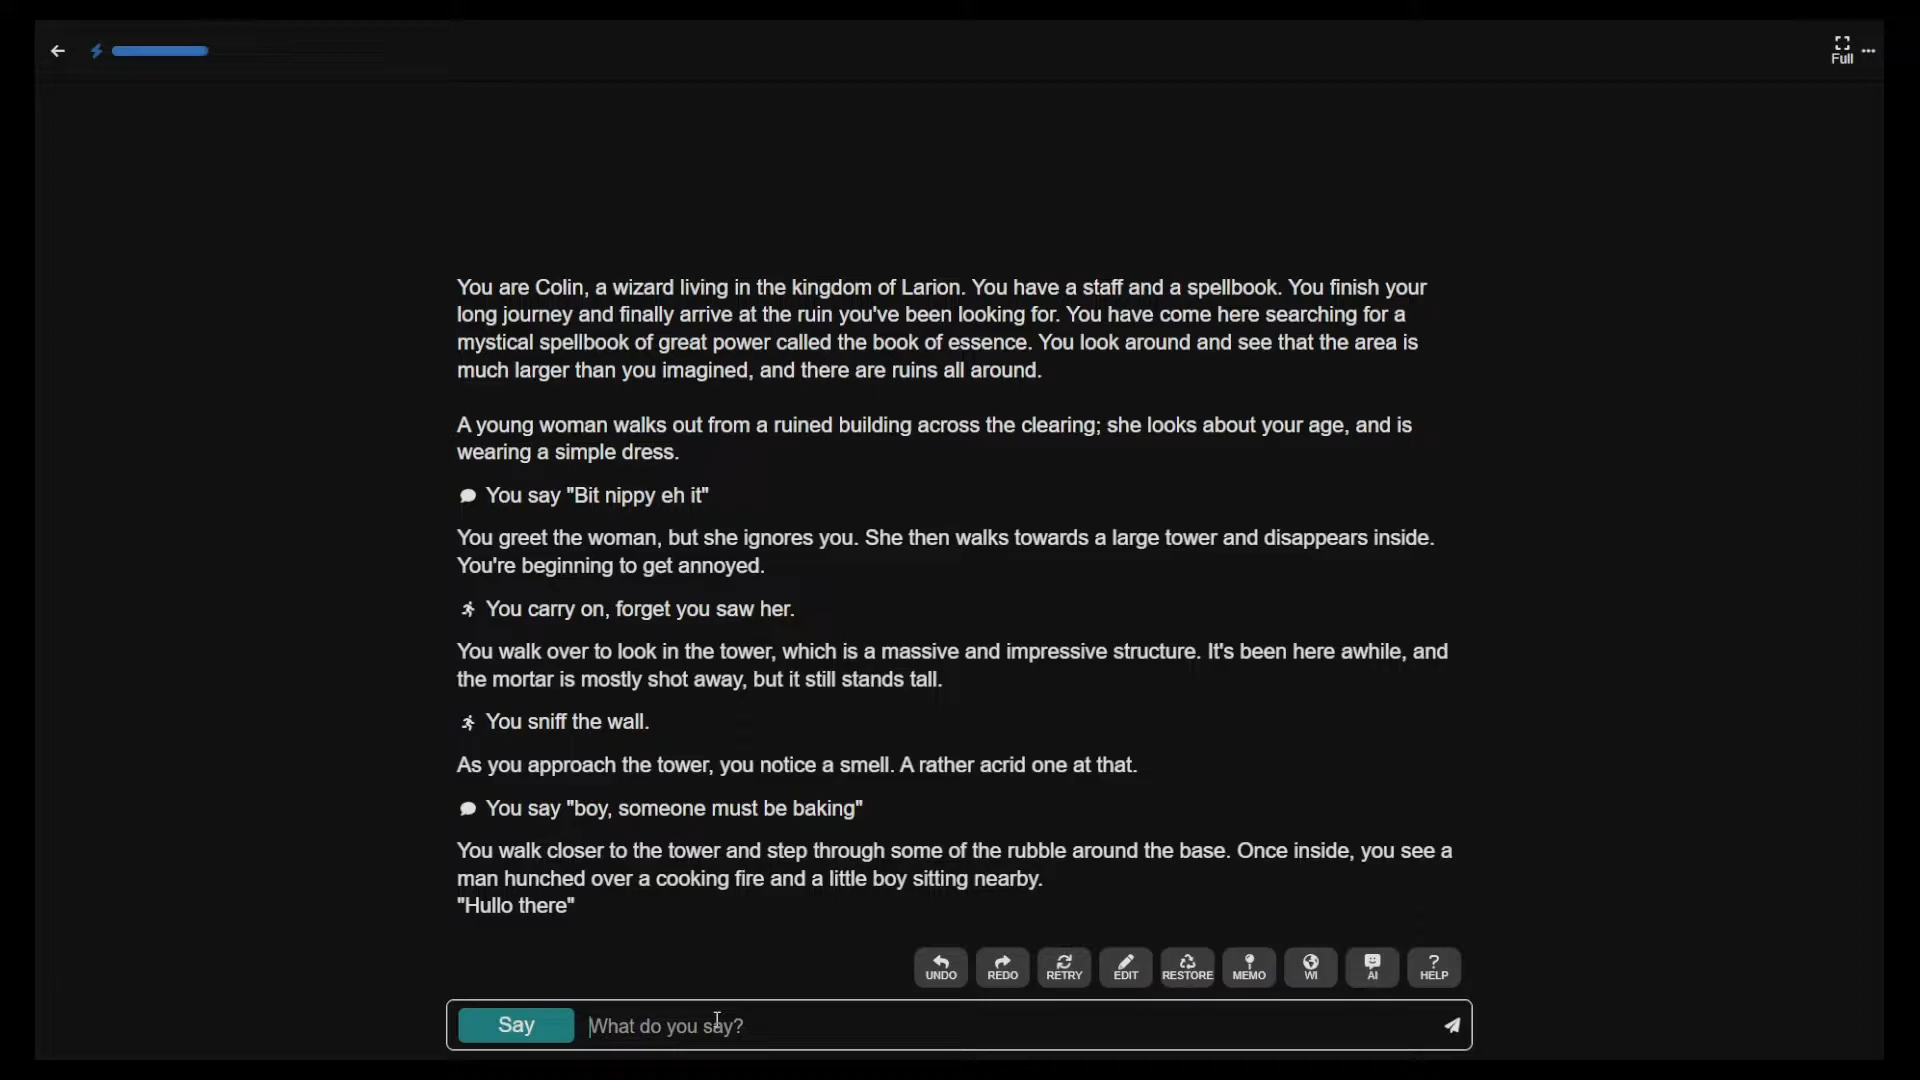 Full
You are Colin, a wizard living in the kingdom of Larion. You have a staff and a spellbook. You finish your
long journey and finally arrive at the ruin you've been looking for. You have come here searching for a
mystical spellbook of great power called the book of essence. You look around and see that the area is
much larger than you imagined, and there are ruins all around.
A young woman walks out from a ruined building across the clearing; she looks about your age, and is
wearing a simple dress.
You say "Bit nippy eh it"
You greet the woman, but she ignores you. She then walks towards a large tower and disappears inside.
You're beginning to get annoyed.
You carry on, forget you saw her.
You walk over to look in the tower, which is a massive and impressive structure. It's been here awhile, and
the mortar is mostly shot away, but it still stands tall.
You sniff the wall.
As you approach the tower, you notice a smell. A rather acrid one at that.
You say "boy, someone must be baking"
You walk closer to the tower and step through some of the rubble around the base. Once inside, you see a
man hunched over a cooking fire and a little boy sitting nearby.
"Hullo there"
UNDO REDO RETRY EDIT RESTORE MEMO WI AI HELP
Say What do you say?